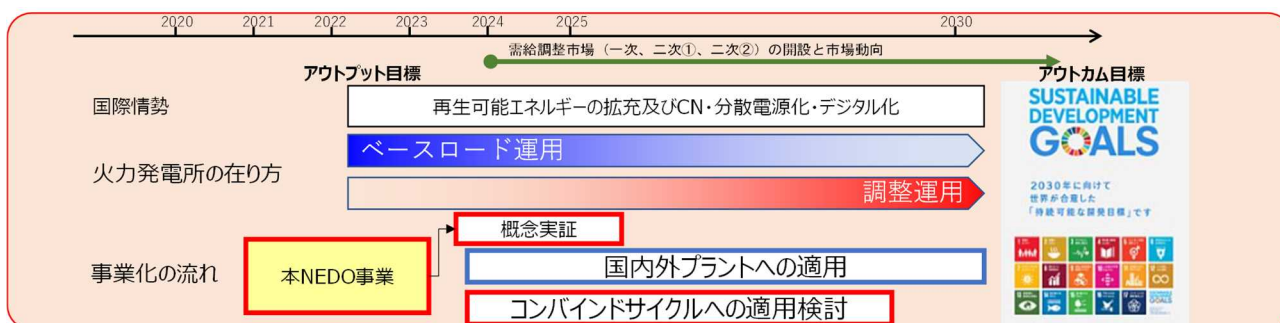 2020 2021 2022 2023 2024 2025 2030
需給調整市場（一次、二次①、二次②）の開設と市場動向
アウトプット目標
アウトカム目標
国際情勢
再生可能エネルギーの拡充及びCN・分散電源化・デジタル化
火力発電所の在り方
ベースロード運用
調整運用
事業化の流れ
本NEDO事業
概念実証
国内外プラントへの適用
コンバインドサイクルへの適用検討
SUSTAINABLE
DEVELOPMENT
GOALS
2030年に向けて
世界が合意した
「持続可能な開発目標」です